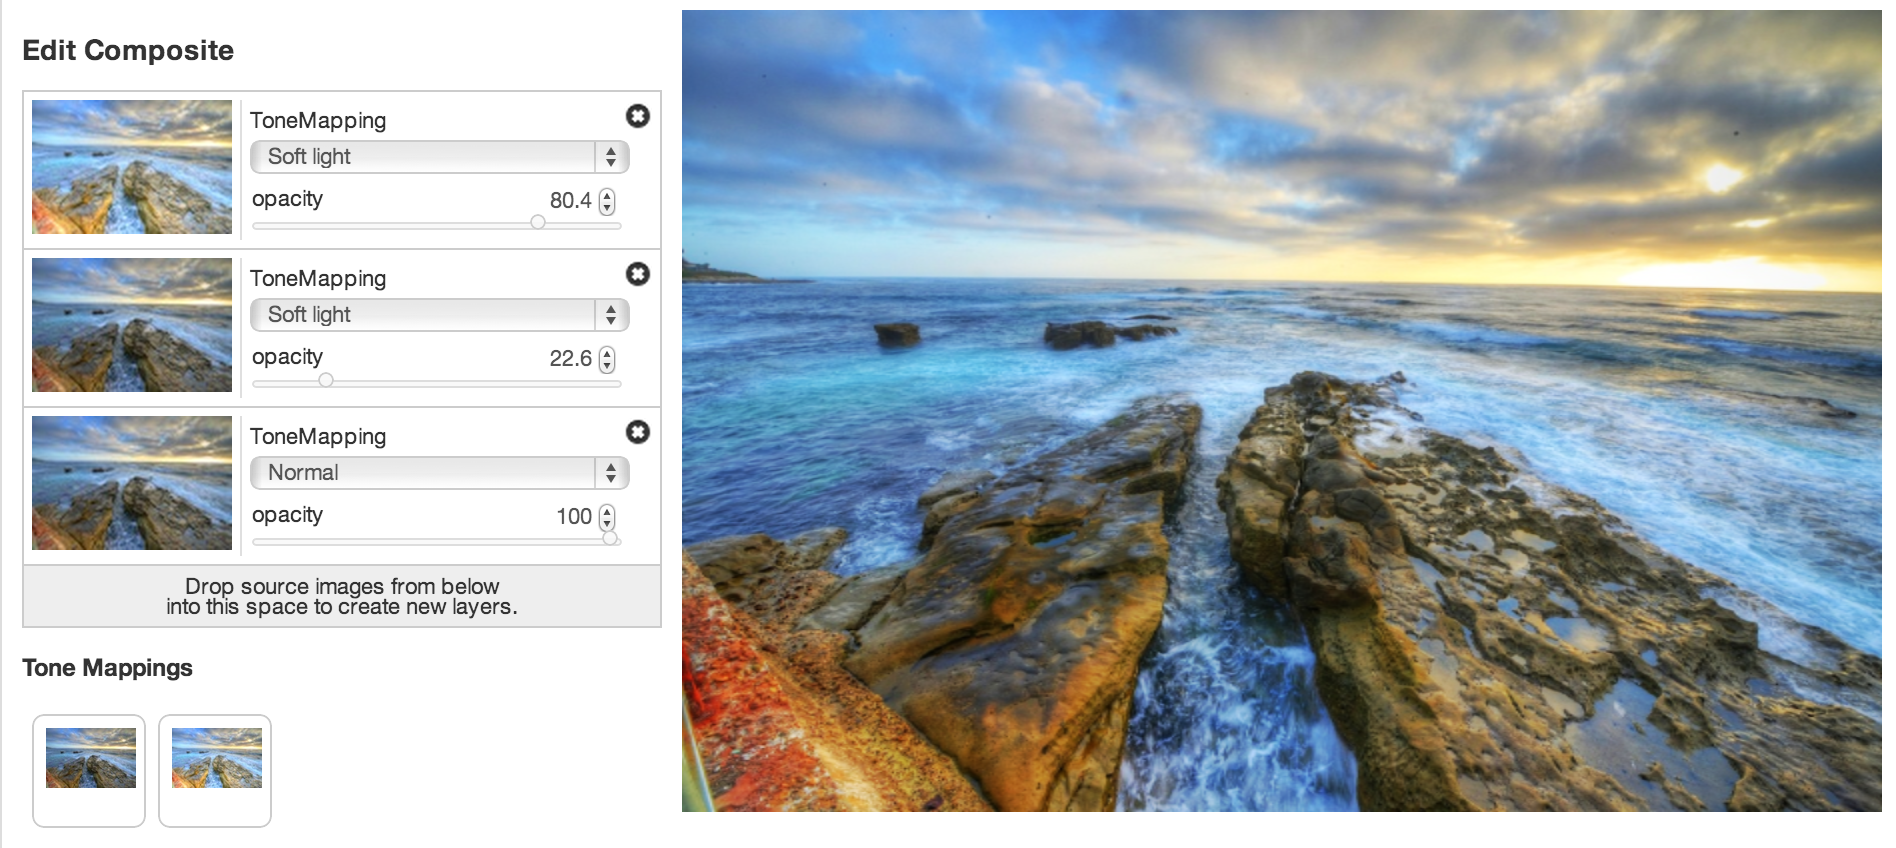 Edit Composite
ToneMapping
Soft light
opacity 80.4
ToneMapping
Soft light
opacity 22.6
ToneMapping
Normal
opacity 100
Drop source images from below
into this space to create new layers.
Tone Mappings